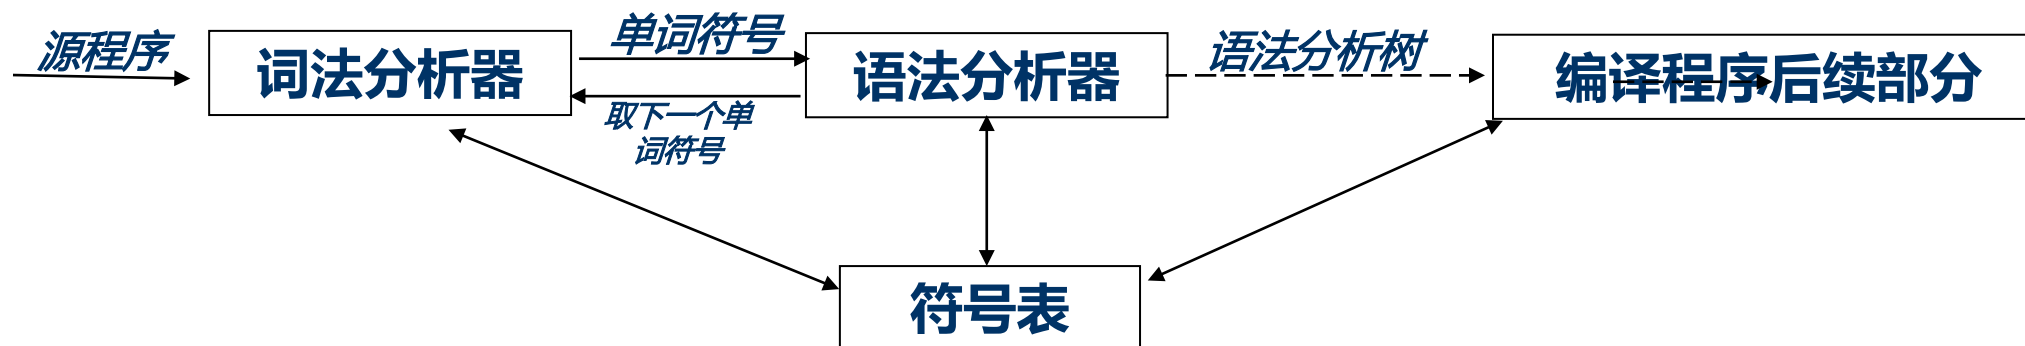 源程序
词法分析器
单词符号
取下一个单
词符号
语法分析器
语法分析树
编译程序后续部分
符号表